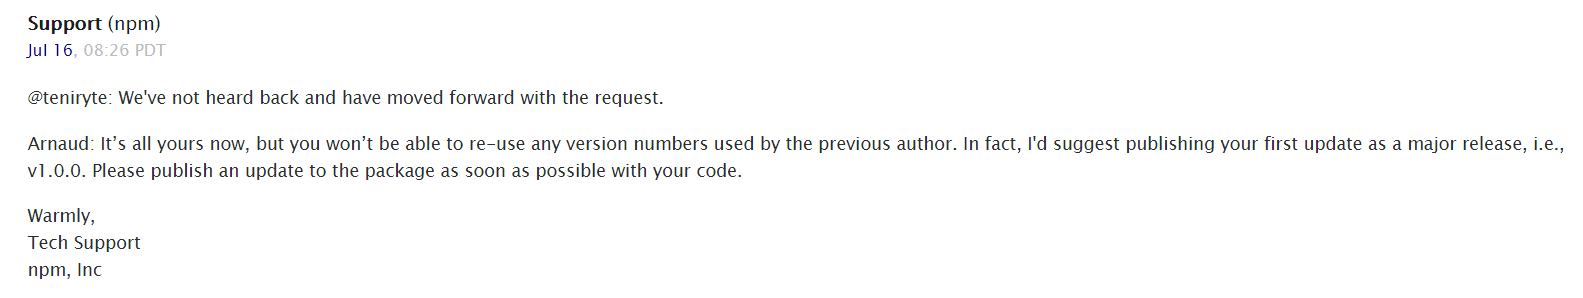 Support (npm)
Jul 16, 08:26 PDT
@teniryte: We've not heard back and have moved forward with the request.
Arnaud: It’s all yours now, but you won’t be able to re-use any version numbers used by the previous author. In fact, I'd suggest publishing your first update as a major release, i.e.,
v1.0.0. Please publish an update to the package as soon as possible with your code.
Warmly,
Tech Support
npm, Inc